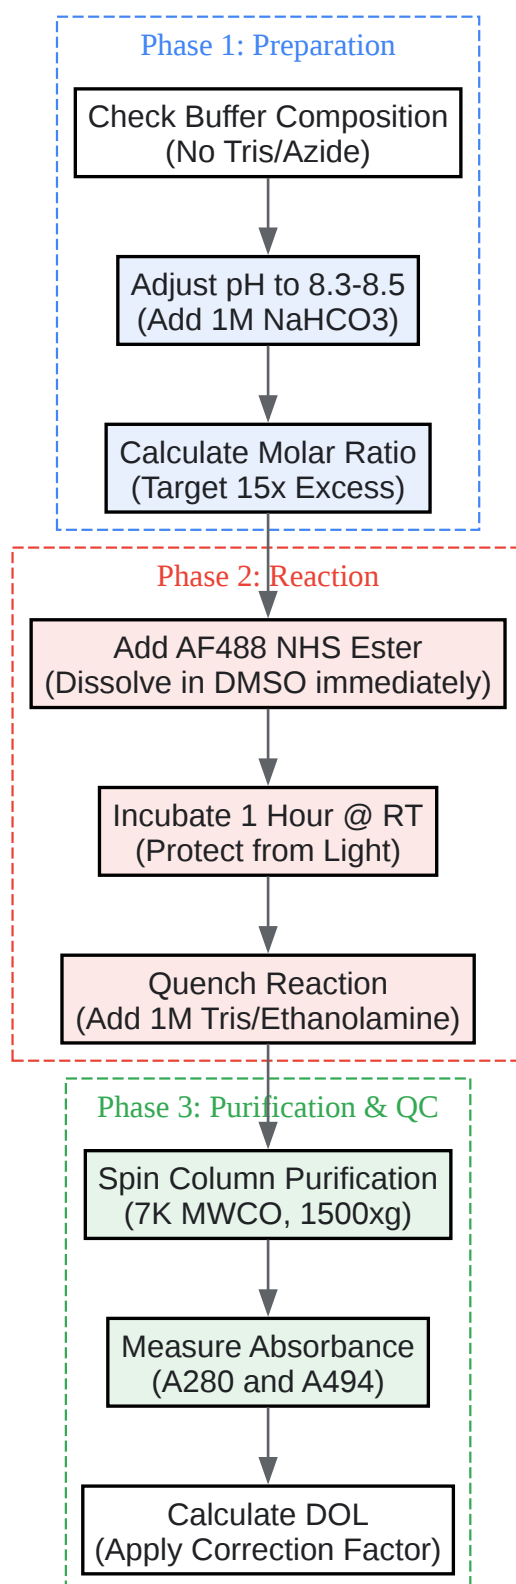 Phase 1: Preparation
Check Buffer Composition
(No Tris/Azide)
Adjust pH to 8.3-8.5
(Add 1M NaHCO3)
Calculate Molar Ratio
(Target 15x Excess)
Phase 2: Reaction
Add AF488 NHS Ester
(Dissolve in DMSO immediately)
Incubate 1 Hour @ RT
(Protect from Light)
Quench Reaction
(Add 1M Tris/Ethanolamine)
Phase 3: Purification & QC
Spin Column Purification
(7K MWCO, 1500xg)
Measure Absorbance
(A280 and A494)
Calculate DOL
(Apply Correction Factor)